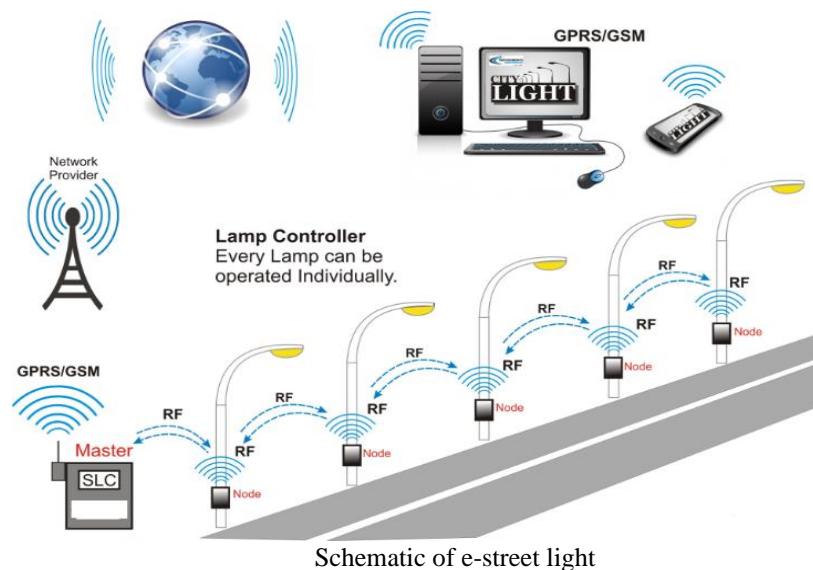 GPRS/GSM
CITY
LIGHT
LIGHT
Network
Provider
Lamp Controller
Every Lamp can be
operated Individually.
RF
RF
Node
RF
RF
Node
RF
RF
Node
GPRS/GSM
RF
RF
Node
RF
RF
Node
Master
SLC
Schematic of e-street light